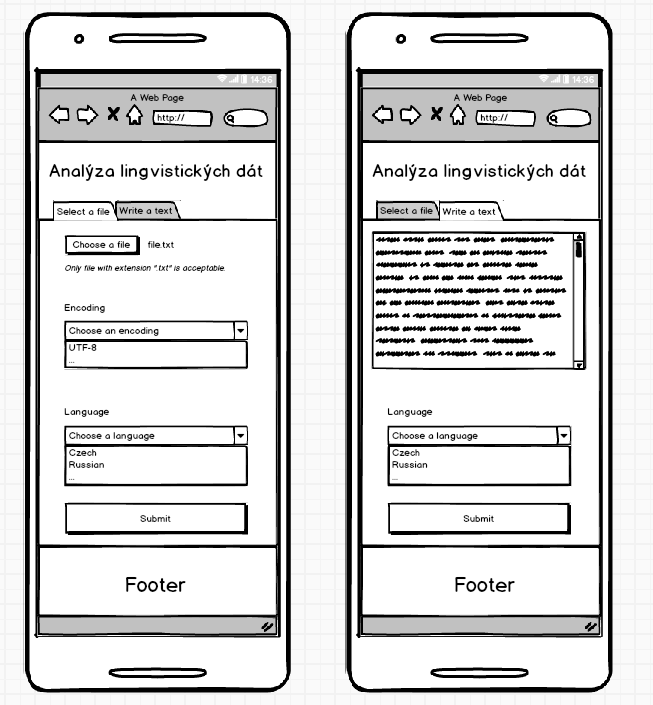 14:36
A Web Page
http://
Analýza lingvistických dát
Select a file
Write a text
Choose a file
file.txt
Only file with extension ".txt" is acceptable.
Encoding
Choose an encoding
UTF-8
...
Language
Choose a language
Czech
Russian
...
Submit
Footer
14:36
A Web Page
http://
Analýza lingvistických dát
Select a file
Write a text
Language
Choose a language
Czech
Russian
...
Submit
Footer